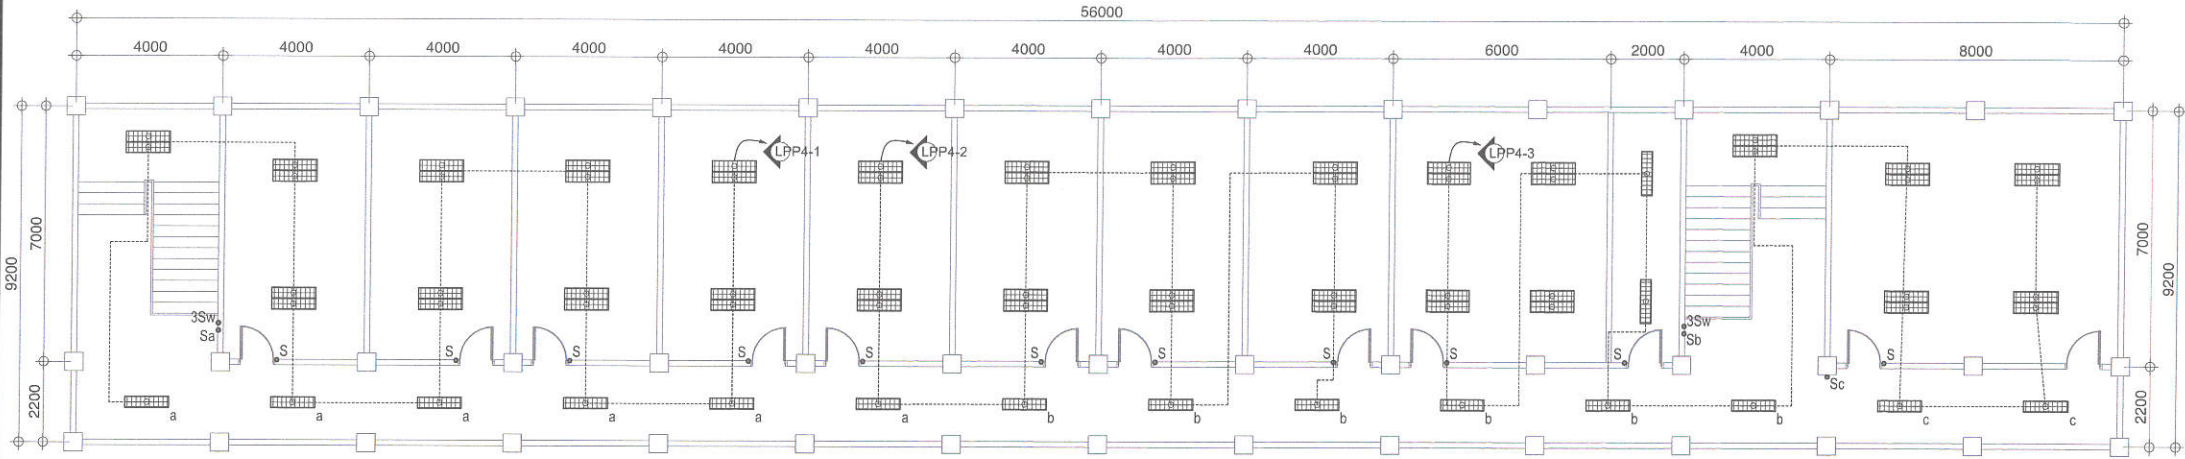 56000
4000 4000 4000 4000 4000 4000 4000 4000 4000 6000 2000 4000 8000
LPP4-1 LPP4-2 LPP4-3
7000 7000
9200 9200
3Sw 3Sw
Sa Sb
S S S S S S S S S S S
Sc
2200 2200
a a a a a a b b b b b b c c